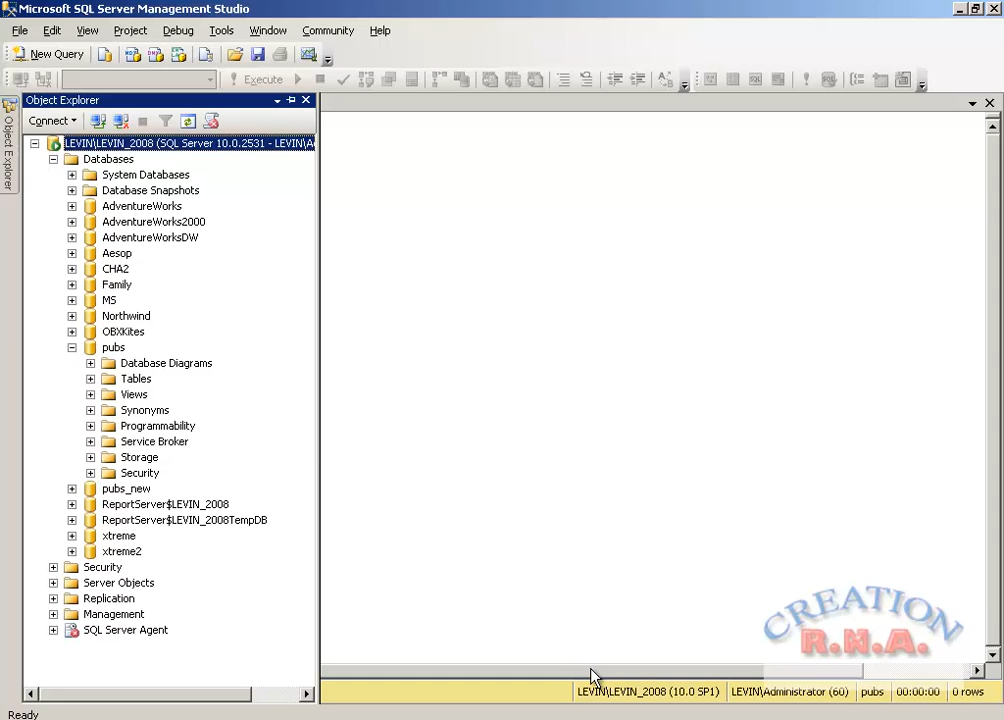 Microsoft SQL Server Management Studio
File Edit View Project Debug Tools Window Community Help
New Query
Execute
Object Explorer
Object Explorer
Connect
LEVIN\LEVIN_2008 (SQL Server 10.0.2531 - LEVIN\A
Databases
System Databases
Database Snapshots
AdventureWorks
AdventureWorks2000
AdventureWorksDW
Aesop
CHA2
Family
MS
Northwind
OBXKites
pubs
Database Diagrams
Tables
Views
Synonyms
Programmability
Service Broker
Storage
Security
pubs_new
ReportServer$LEVIN_2008
ReportServer$LEVIN_2008TempDB
xtreme
xtreme2
Security
Server Objects
Replication
Management
SQL Server Agent
CREATION
R.N.A.
LEVIN\LEVIN_2008 (10.0 SP1) LEVIN\Administrator (60) pubs 00:00:00 0 rows
Ready